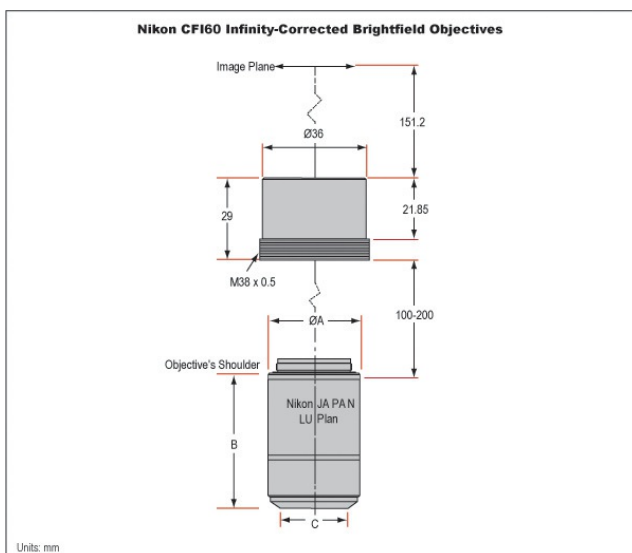 Nikon CFI60 Infinity-Corrected Brightfield Objectives
Image Plane
151.2
Ø36
29
21.85
M38 x 0.5
100-200
ØA
Objective's Shoulder
Nikon JAPAN
LU Plan
B
C
Units: mm